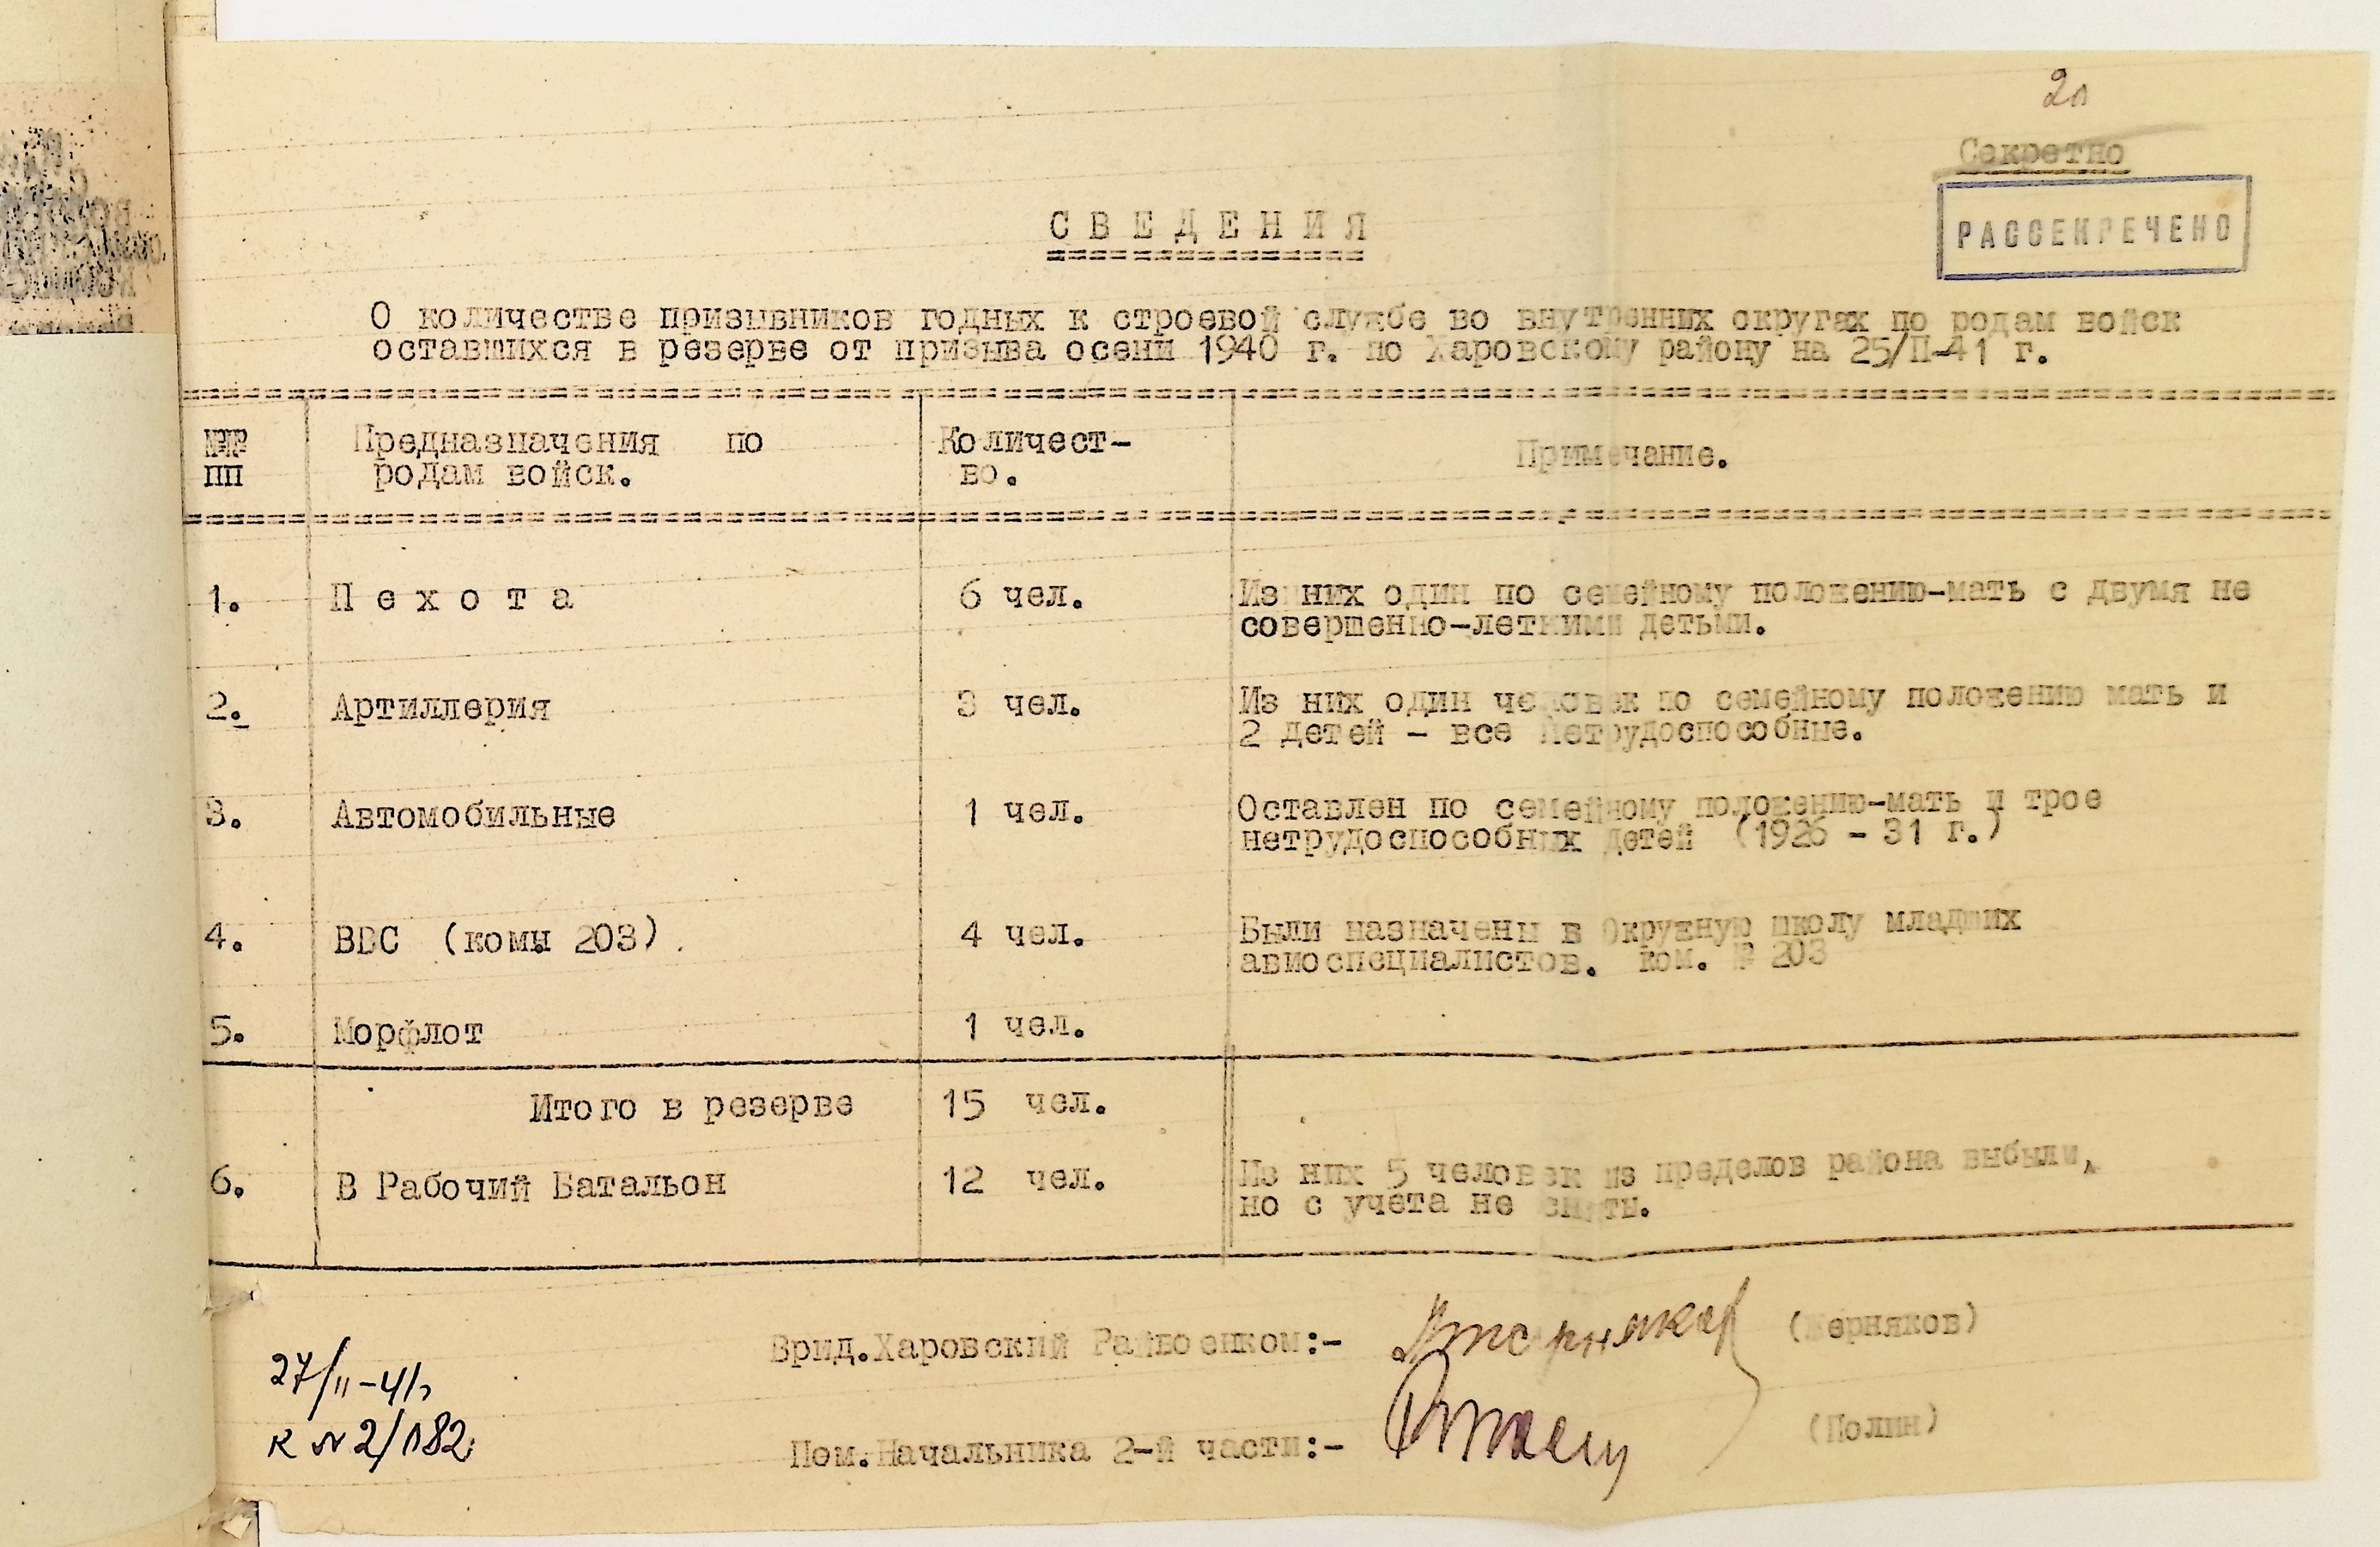 Секретно
РАССЕКРЕЧЕНО
С В Е Д Е Н И Я
О количестве призывников годных к строевой службе во внутренних округах по родам войск
оставшихся в резерве от призыва осени 1940 г. по Харовскому району на 25/II-41 г.
№№ Предназначения по Количест- Примечание.
пп родам войск. во.
1. П е х о т а 6 чел. Из них один по семейному положению-мать с двумя не
совершенно-летними детьми.
2. Артиллерия 3 чел. Из них один человек по семейному положению мать и
2 детей - все нетрудоспособные.
3. Автомобильные 1 чел. Оставлен по семейному положению-мать и трое
нетрудоспособных детей (1926 - 31 г.)
4. ВВС (комн 203). 4 чел. Были назначены в Окружную школу младших
авиоспециалистов. ком. № 203
5. Морфлот 1 чел.
Итого в резерве 15 чел.
6. В Рабочий Батальон 12 чел. Из них 5 человек из пределов района выбыли,
но с учета не сняты.
Врид.Харовский Райвоенком:- (Черняков)
27/II-41г
к № 2/182
Пом.Начальника 2-й части:- (Полин)